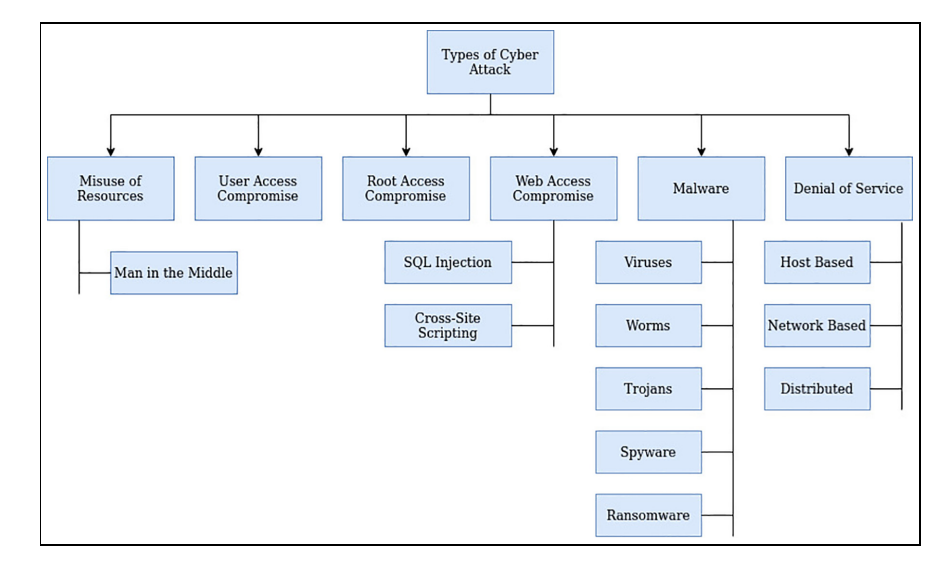 Types of Cyber
Attack
Misuse of
Resources
User Access
Compromise
Root Access
Compromise
Web Access
Compromise
Malware
Denial of Service
Man in the Middle
SQL Injection
Cross-Site
Scripting
Viruses
Worms
Trojans
Spyware
Ransomware
Host Based
Network Based
Distributed